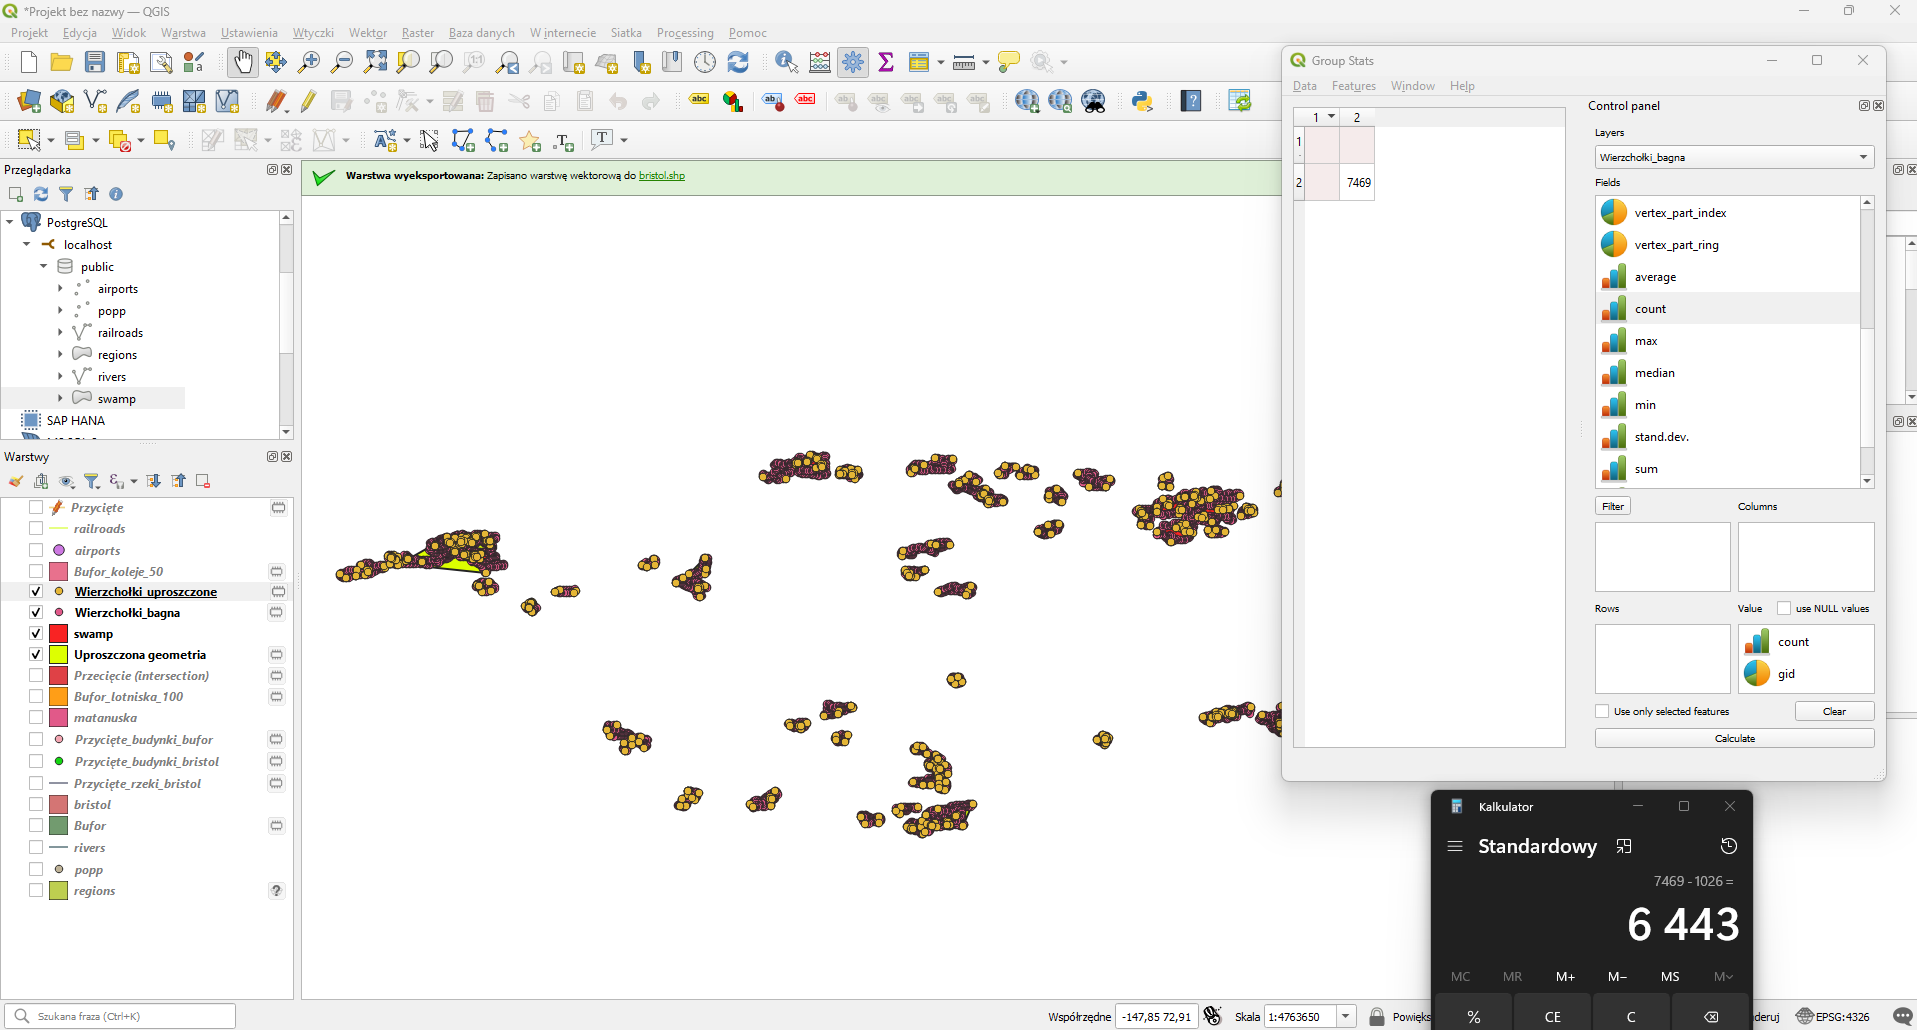 *Projekt bez nazwy — QGIS
Projekt Edycja Widok Warstwa Ustawienia Wtyczki Wektor Raster Baza danych W internecie Siatka Processing Pomoc
Przeglądarka
PostgreSQL
localhost
public
airports
popp
railroads
regions
rivers
swamp
SAP HANA
Warstwy
Przycięte
railroads
airports
Bufor_koleje_50
Wierzchołki uproszczone
Wierzchołki_bagna
swamp
Uproszczona geometria
Przecięcie (intersection)
Bufor_lotniska_100
matanuska
Przycięte_budynki_bufor
Przycięte_budynki_bristol
Przycięte_rzeki_bristol
bristol
Bufor
rivers
popp
regions
Warstwa wyeksportowana: Zapisano warstwę wektorową do bristol.shp
Group Stats
Data Features Window Help
1 2
1
2 7469
Control panel
Layers
Wierzchołki_bagna
Fields
vertex_part_index
vertex_part_ring
average
count
max
median
min
stand.dev.
sum
Filter
Columns
Rows
Value use NULL values
count
gid
Use only selected features
Clear
Calculate
Kalkulator
Standardowy
7469 - 1026 =
6 443
MC MR M+ M− MS M
% CE C
Szukana fraza (Ctrl+K)
Współrzędne -147,85 72,91
Skala 1:4763650
Powięks
deruj
EPSG:4326